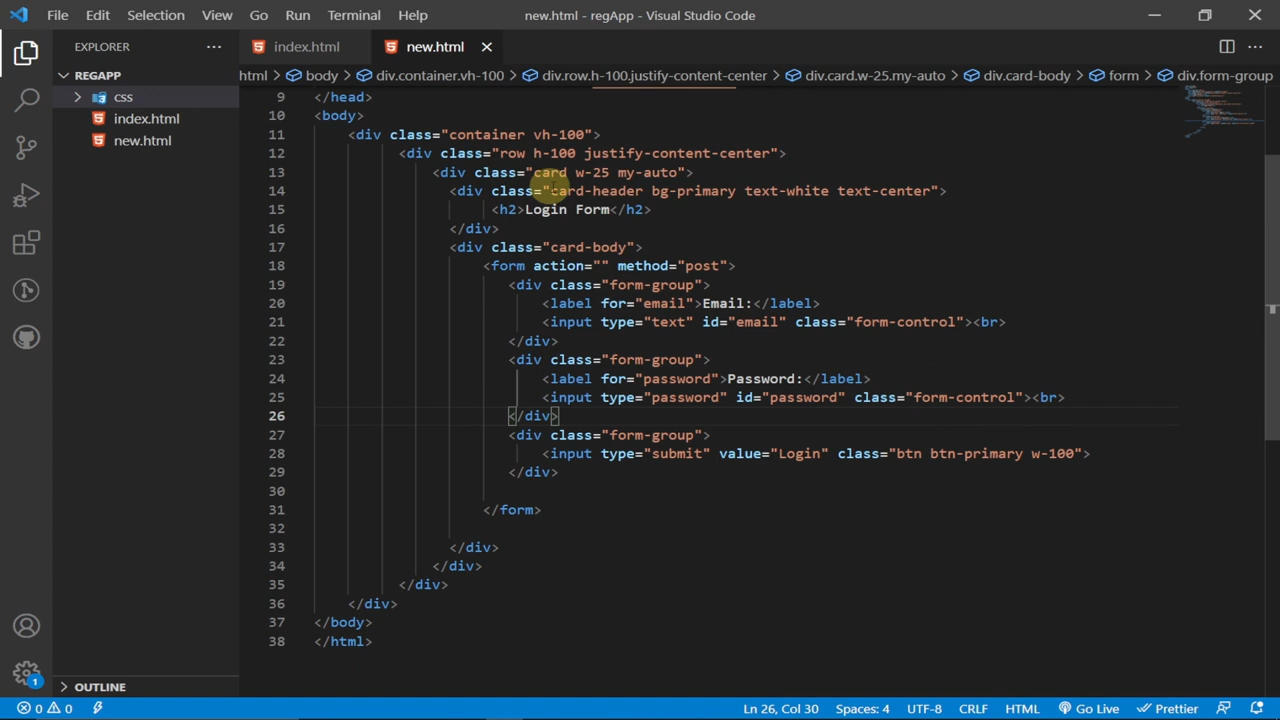 File Edit Selection View Go Run Terminal Help new.html - regApp - Visual Studio Code
EXPLORER
index.html new.html
REGAPP
html > body > div.container.vh-100 > div.row.h-100.justify-content-center > div.card.w-25.my-auto > div.card-body > form > div.form-group
css
index.html
new.html
9 </head>
10 <body>
11 <div class="container vh-100">
12 <div class="row h-100 justify-content-center">
13 <div class="card w-25 my-auto">
14 <div class="card-header bg-primary text-white text-center">
15 <h2>Login Form</h2>
16 </div>
17 <div class="card-body">
18 <form action="" method="post">
19 <div class="form-group">
20 <label for="email">Email:</label>
21 <input type="text" id="email" class="form-control"><br>
22 </div>
23 <div class="form-group">
24 <label for="password">Password:</label>
25 <input type="password" id="password" class="form-control"><br>
26 </div>
27 <div class="form-group">
28 <input type="submit" value="Login" class="btn btn-primary w-100">
29 </div>
30
31 </form>
32
33 </div>
34 </div>
35 </div>
36 </div>
37 </body>
38 </html>
OUTLINE
1
0 0 Ln 26, Col 30 Spaces: 4 UTF-8 CRLF HTML Go Live Prettier